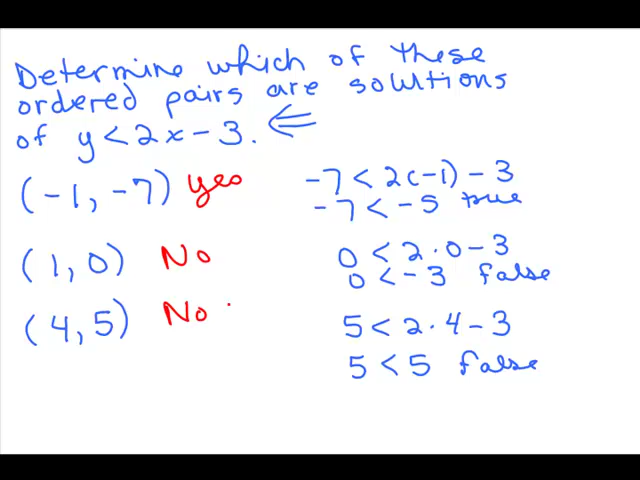 Determine which of these
ordered pairs are solutions
of y < 2x - 3.
(-1, -7) yes
-7 < 2(-1) - 3
-7 < -5 true
(1, 0) No
0 < 2 · 0 - 3
0 < -3 false
(4, 5) No
5 < 2 · 4 - 3
5 < 5 false